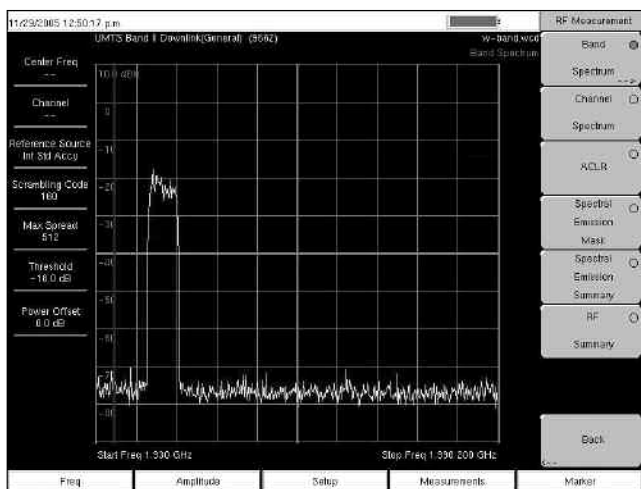 11/29/2005 12:50:17 p.m.
RF Measurement
UMTS Band II Downlink(General) (9662)
w-band.wcd
Band Spectrum
Center Freq
--
Channel
--
Reference Source
Int Std Accy
Scrambling Code
160
Max Spread
512
Threshold
-16.0 dB
Power Offset
0.0 dB
10.0 dBm
0
-10
-20
-30
-40
-50
-60
-70
-80
Start Freq 1.930 GHz
Stop Freq 1.990 200 GHz
Band
Spectrum
-->
Channel
Spectrum
ACLR
Spectral
Emission
Mask
Spectral
Emission
Summary
RF
Summary
Back
<--
Freq
Amplitude
Setup
Measurements
Marker